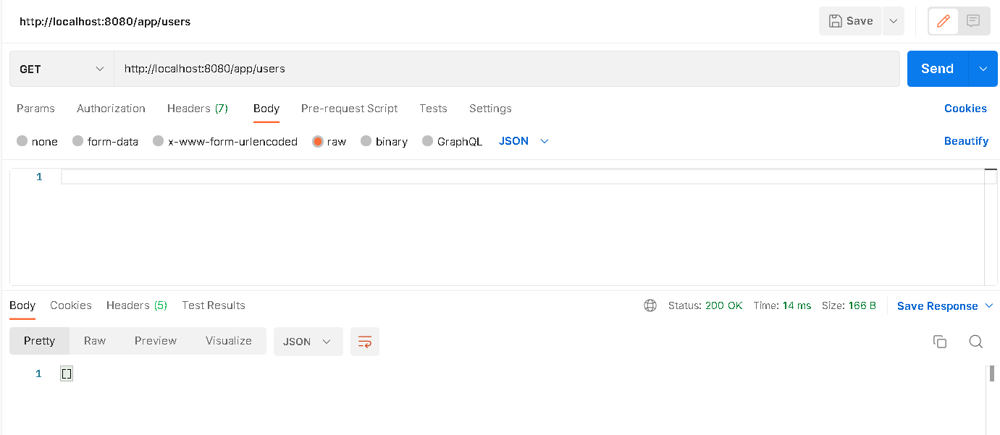 http://localhost:8080/app/users Save
GET http://localhost:8080/app/users Send
Params Authorization Headers (7) Body Pre-request Script Tests Settings Cookies
none form-data x-www-form-urlencoded raw binary GraphQL JSON Beautify
1
Body Cookies Headers (5) Test Results Status: 200 OK Time: 14 ms Size: 166 B Save Response
Pretty Raw Preview Visualize JSON
1 []